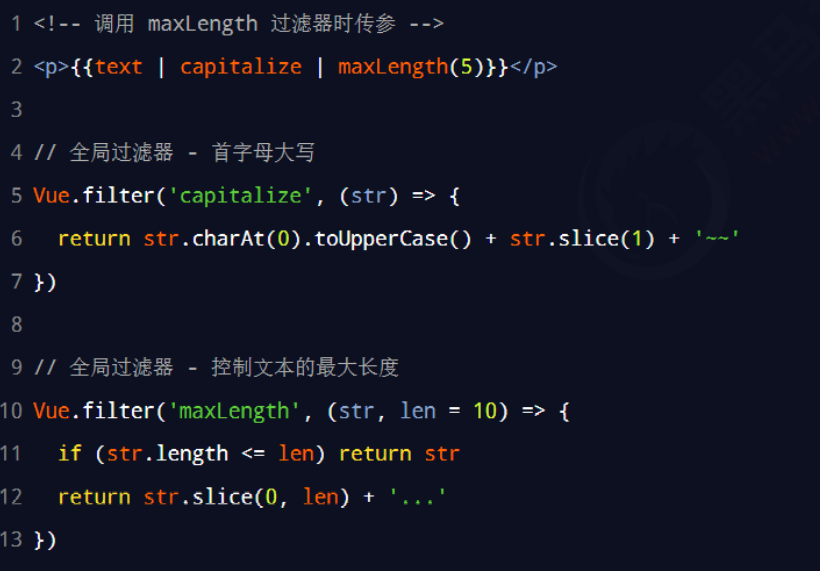 1 <!-- 调用 maxLength 过滤器时传参 -->
2 <p>{{text | capitalize | maxLength(5)}}</p>
3
4 // 全局过滤器 - 首字母大写
5 Vue.filter('capitalize', (str) => {
6   return str.charAt(0).toUpperCase() + str.slice(1) + '~~'
7 })
8
9 // 全局过滤器 - 控制文本的最大长度
10 Vue.filter('maxLength', (str, len = 10) => {
11   if (str.length <= len) return str
12   return str.slice(0, len) + '...'
13 })